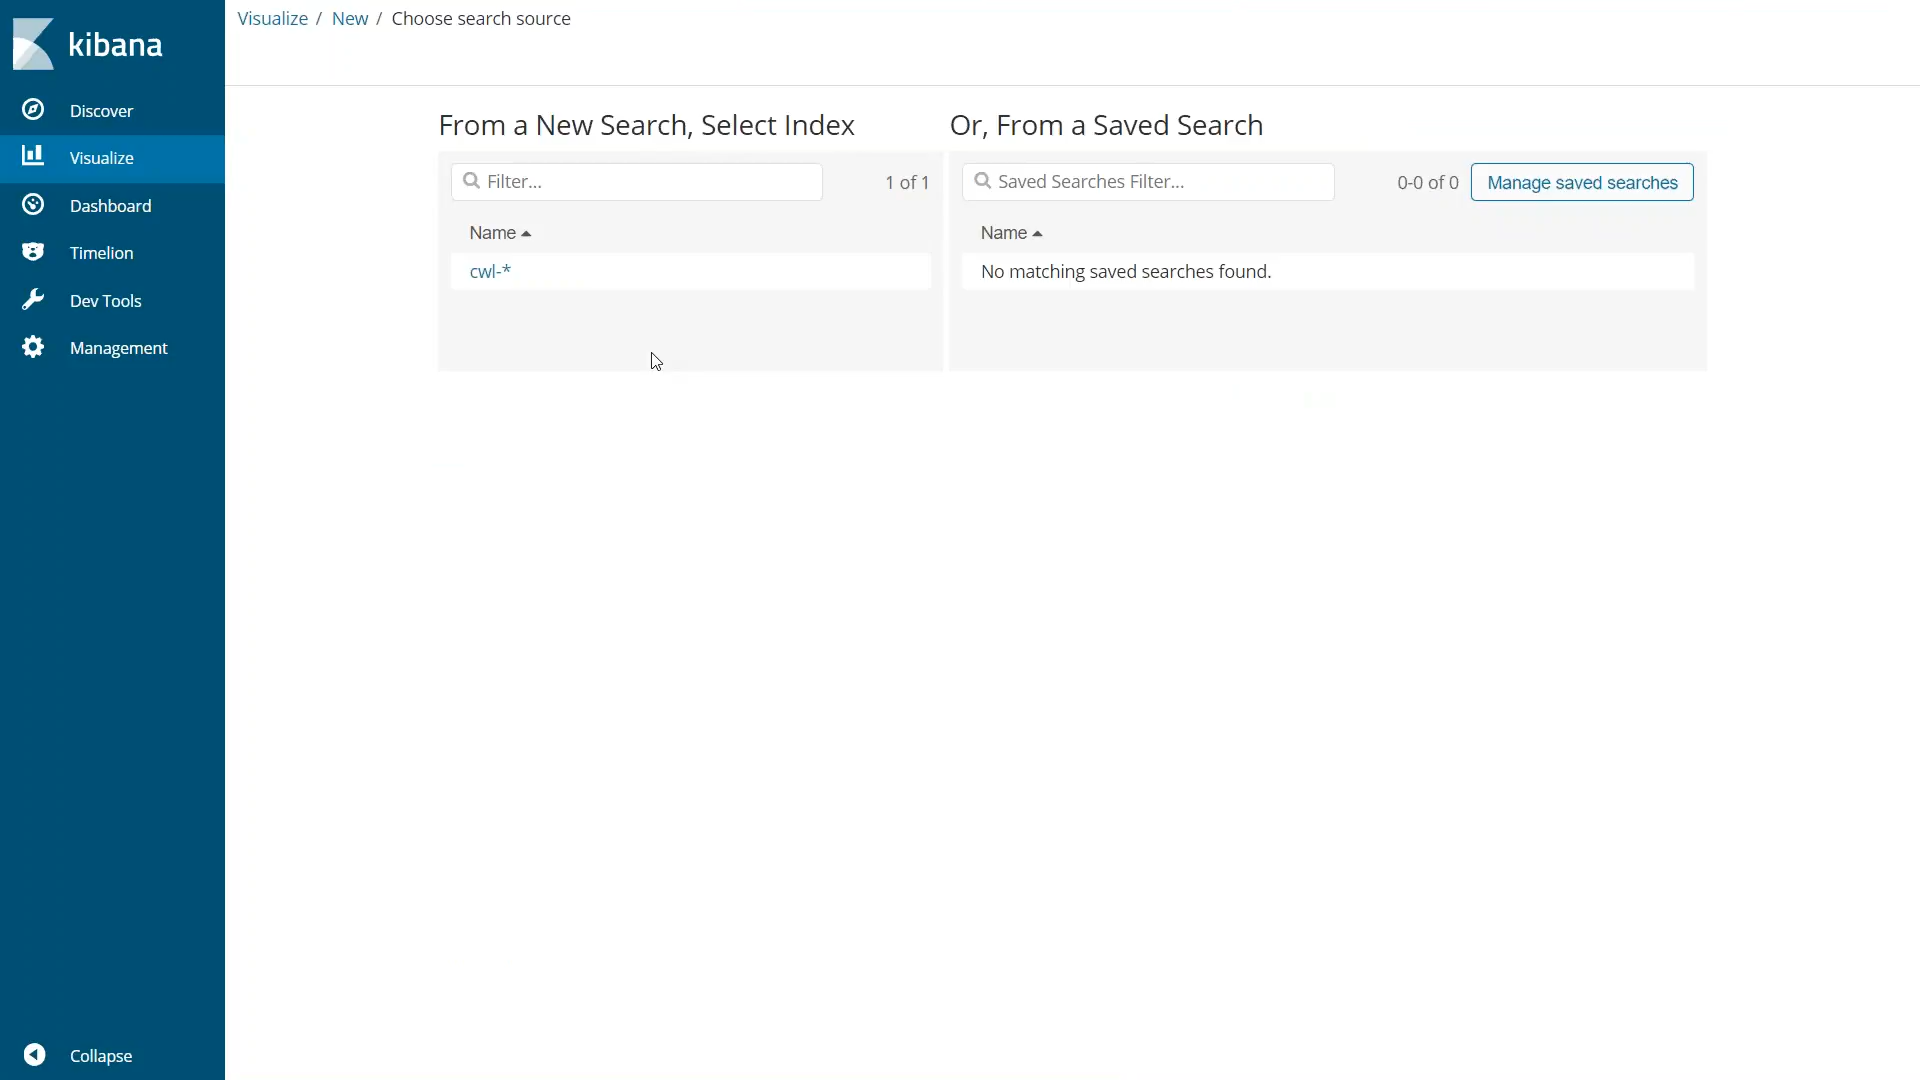 kibana
Discover
Visualize
Dashboard
Timelion
Dev Tools
Management
Collapse
Visualize / New / Choose search source
From a New Search, Select Index
Filter...
1 of 1
Name
cwl-*
Or, From a Saved Search
Saved Searches Filter...
0-0 of 0
Manage saved searches
Name
No matching saved searches found.